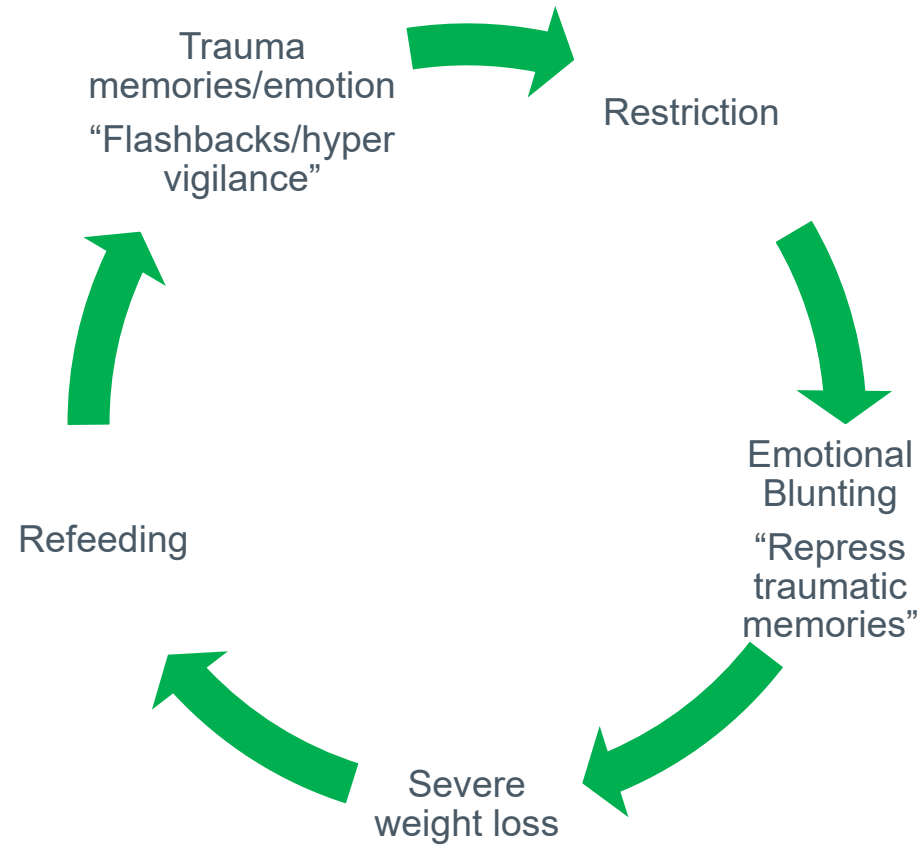 Trauma
memories/emotion
“Flashbacks/hyper
vigilance”
Restriction
Emotional
Blunting
“Repress
traumatic
memories”
Severe
weight loss
Refeeding